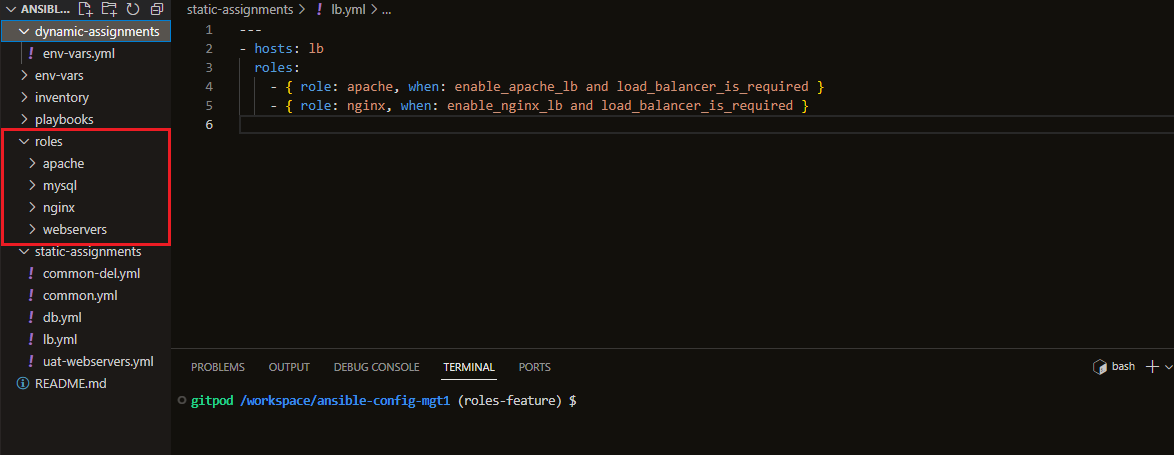 ANSIBL...
dynamic-assignments
! env-vars.yml
env-vars
inventory
playbooks
roles
apache
mysql
nginx
webservers
static-assignments
! common-del.yml
! common.yml
! db.yml
! lb.yml
! uat-webservers.yml
README.md
static-assignments > ! lb.yml > ...
1 ---
2 - hosts: lb
3   roles:
4     - { role: apache, when: enable_apache_lb and load_balancer_is_required }
5     - { role: nginx, when: enable_nginx_lb and load_balancer_is_required }
6
PROBLEMS OUTPUT DEBUG CONSOLE TERMINAL PORTS bash
gitpod /workspace/ansible-config-mgt1 (roles-feature) $